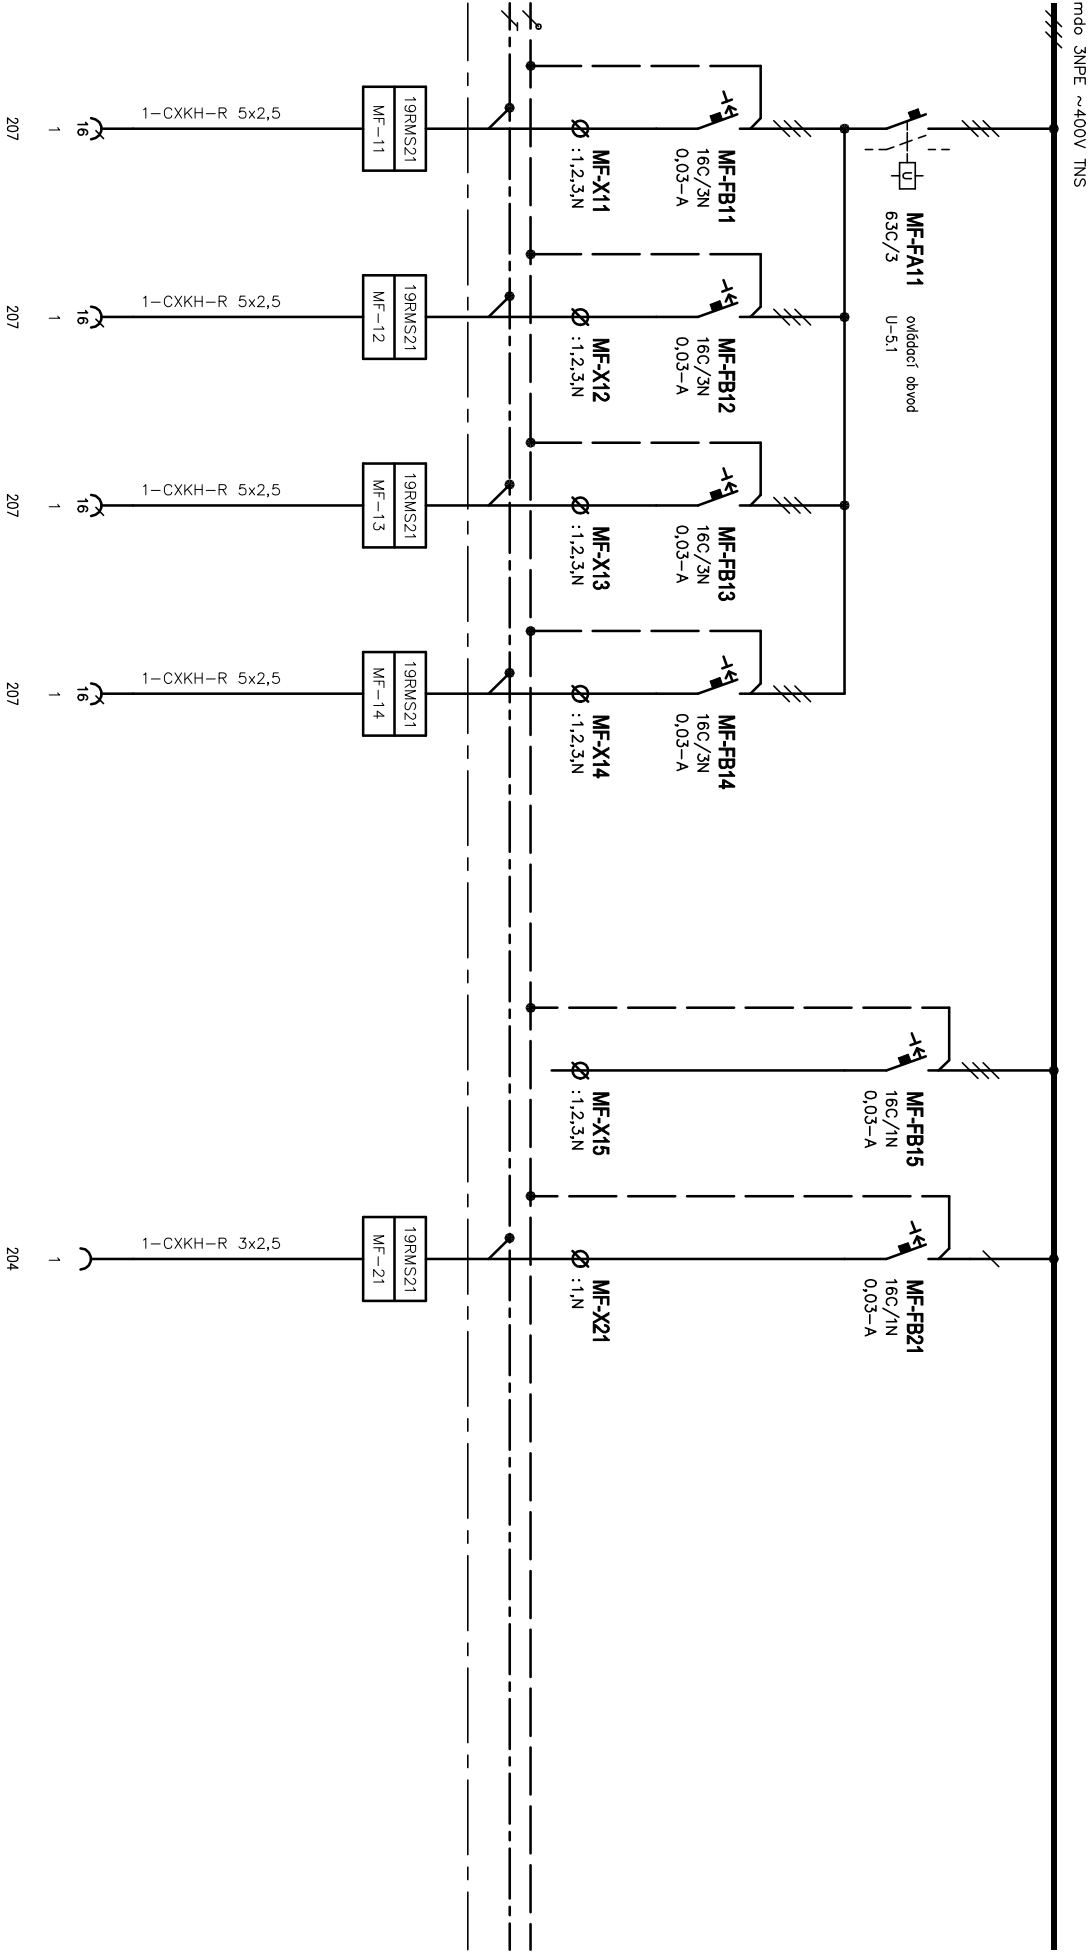 mdo 3NPE ~400V TNS
MF-FA11
63C/3
ovládací obvod
U-5.1
U
MF-FB11
16C/3N
0,03-A
MF-FB12
16C/3N
0,03-A
MF-FB13
16C/3N
0,03-A
MF-FB14
16C/3N
0,03-A
MF-FB15
16C/1N
0,03-A
MF-FB21
16C/1N
0,03-A
MF-X11
:1,2,3,N
MF-X12
:1,2,3,N
MF-X13
:1,2,3,N
MF-X14
:1,2,3,N
MF-X15
:1,2,3,N
MF-X21
:1,N
19RMS21
MF-11
19RMS21
MF-12
19RMS21
MF-13
19RMS21
MF-14
19RMS21
MF-21
1-CXKH-R 5x2,5
1-CXKH-R 5x2,5
1-CXKH-R 5x2,5
1-CXKH-R 5x2,5
1-CXKH-R 3x2,5
16
16
16
16
1
1
1
1
1
207
207
207
207
204